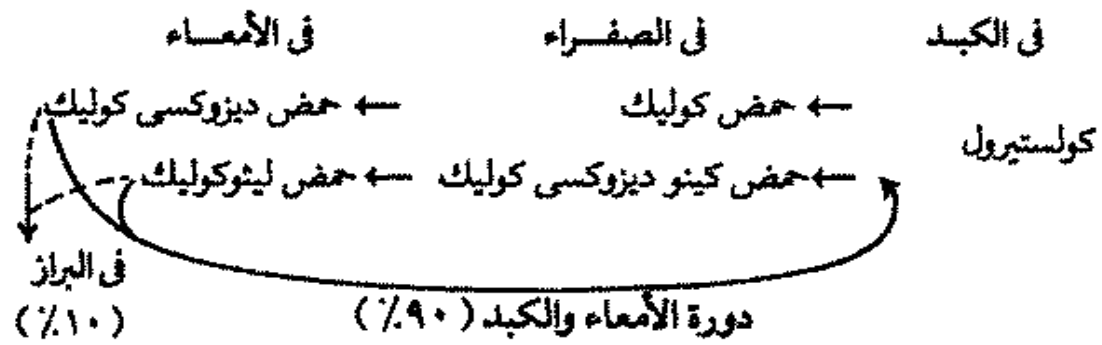 فى الكبد فى الصفراء فى الأمعاء
← حمض كوليك ← حمض ديزوكسى كوليك
كولستيرول
← حمض كينو ديزوكسى كوليك ← حمض ليثوكوليك
فى البراز
(١٠٪)
دورة الأمعاء والكبد (٩٠٪)